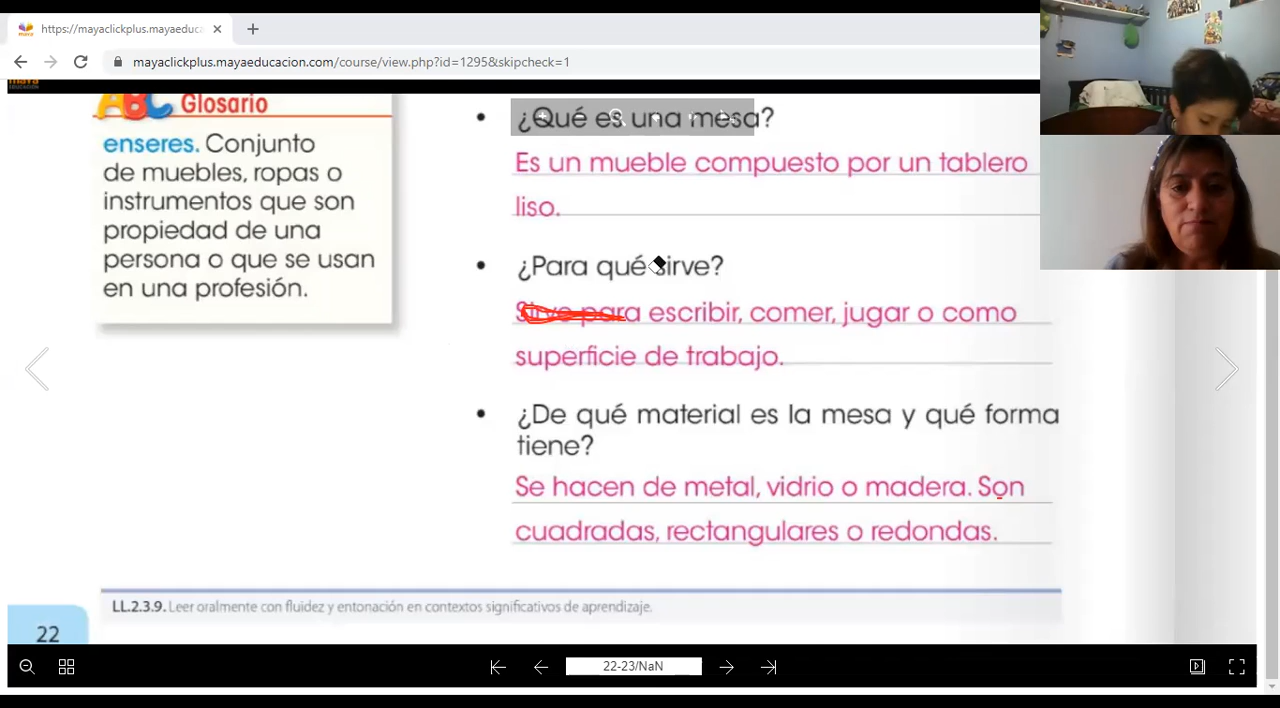 https://mayaclickplus.mayaeduca
mayaclickplus.mayaeducacion.com/course/view.php?id=1295&skipcheck=1
ABC Glosario
enseres. Conjunto
de muebles, ropas o
instrumentos que son
propiedad de una
persona o que se usan
en una profesión.
• ¿Qué es una mesa?
Es un mueble compuesto por un tablero
liso.
• ¿Para qué sirve?
Sirve para escribir, comer, jugar o como
superficie de trabajo.
• ¿De qué material es la mesa y qué forma
tiene?
Se hacen de metal, vidrio o madera. Son
cuadradas, rectangulares o redondas.
LL.2.3.9. Leer oralmente con fluidez y entonación en contextos significativos de aprendizaje.
22
22-23/NaN